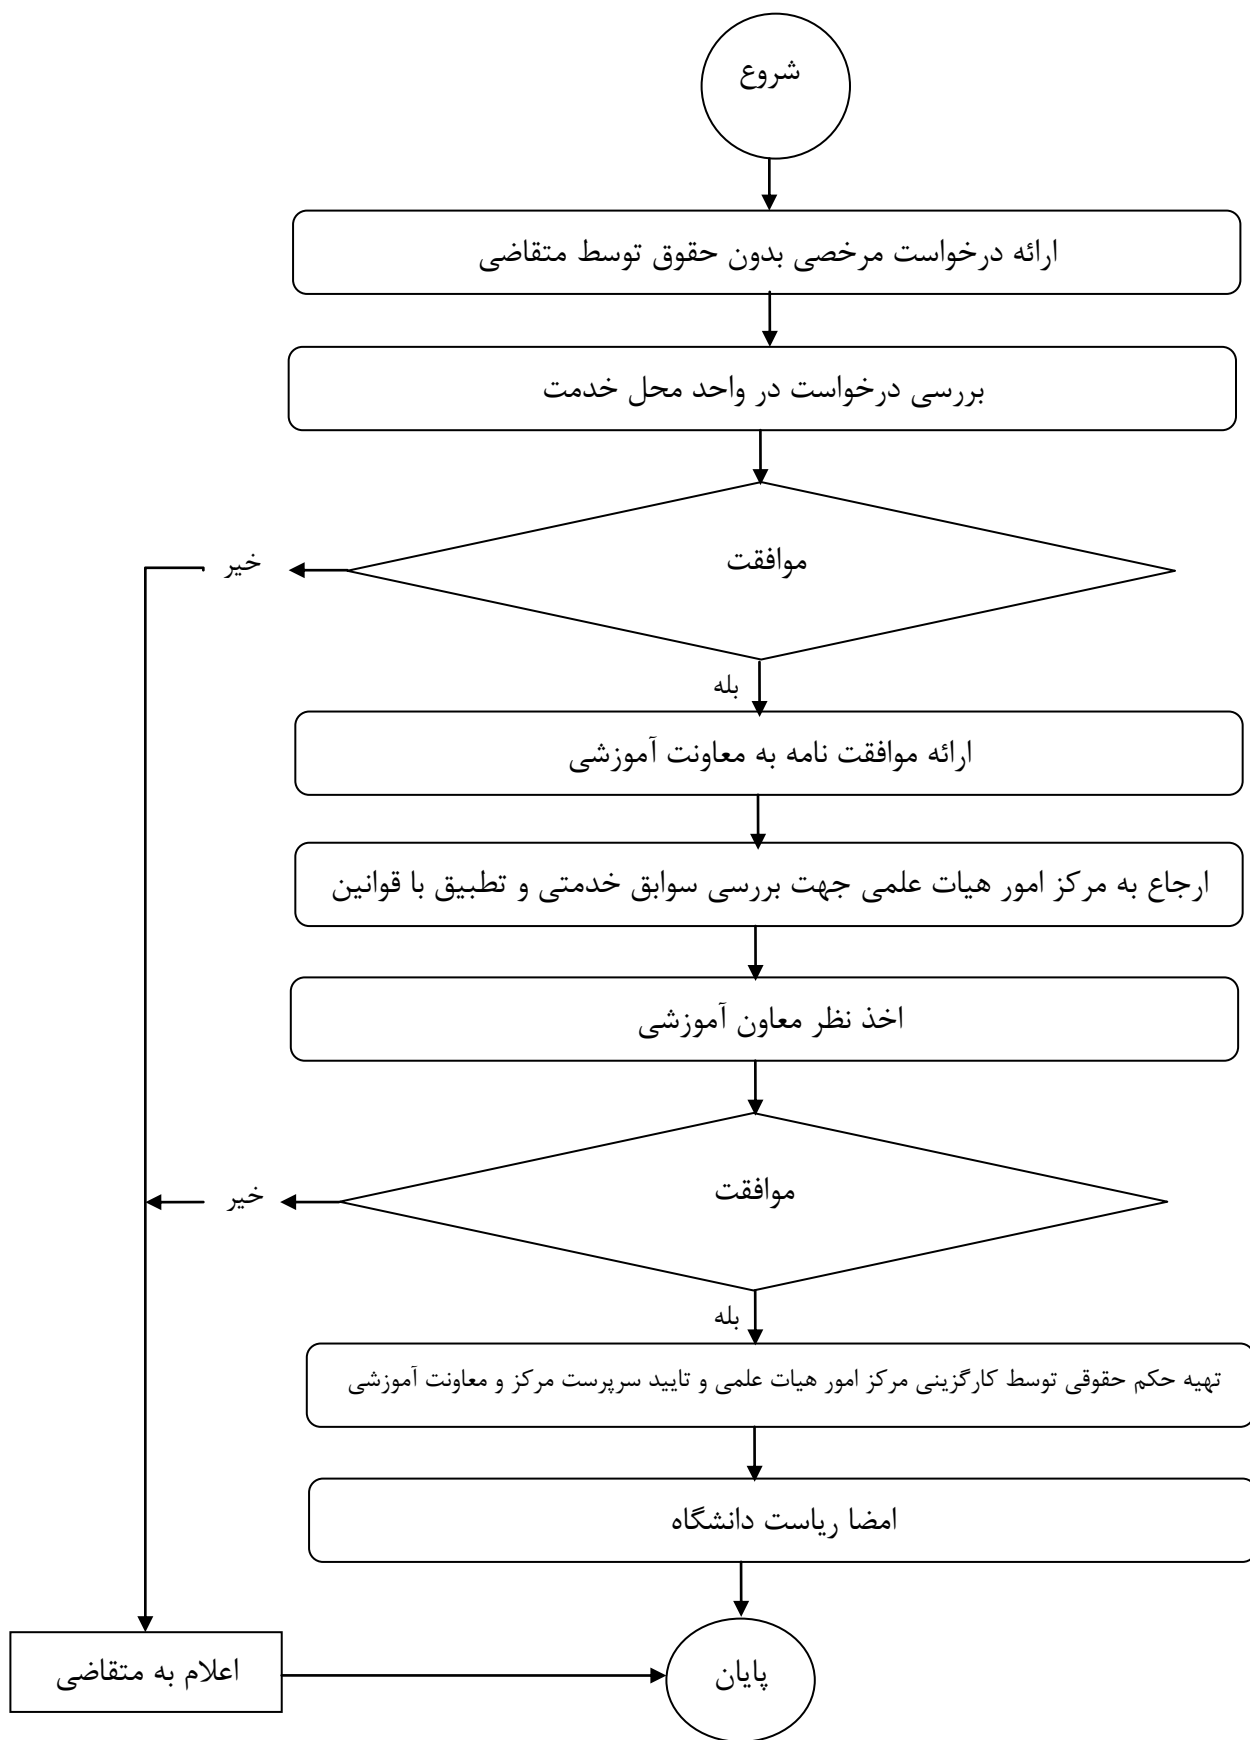 شروع
ارائه درخواست مرخصی بدون حقوق توسط متقاضی
بررسی درخواست در واحد محل خدمت
موافقت
خیر
بله
ارائه موافقت نامه به معاونت آموزشی
ارجاع به مرکز امور هیات علمی جهت بررسی سوابق خدمتی و تطبیق با قوانین
اخذ نظر معاون آموزشی
موافقت
خیر
بله
تهیه حکم حقوقی توسط کارگزینی مرکز امور هیات علمی و تایید سرپرست مرکز و معاونت آموزشی
امضا ریاست دانشگاه
پایان
اعلام به متقاضی